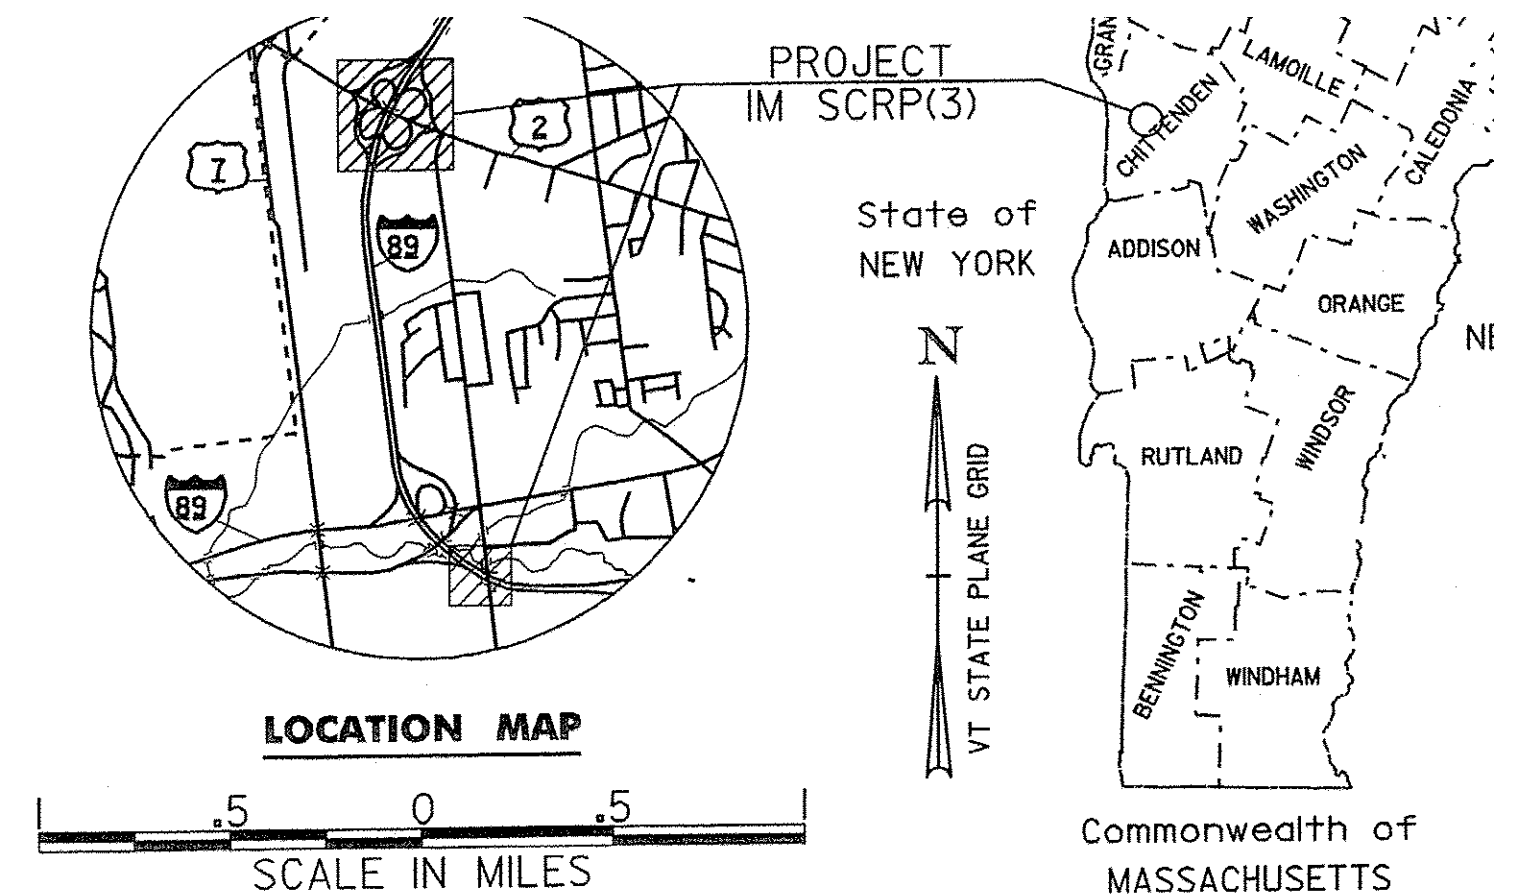 PROJECT
IM SCRP(3)
2
7
89
89
State of
NEW YORK
N
VT STATE PLANE GRID
GRAN
LAMOILLE
CHITTENDEN
CALEDONIA
WASHINGTON
ADDISON
ORANGE
WINDSOR
RUTLAND
BENNINGTON
WINDHAM
LOCATION MAP
.5 0 .5
SCALE IN MILES
Commonwealth of
MASSACHUSETTS